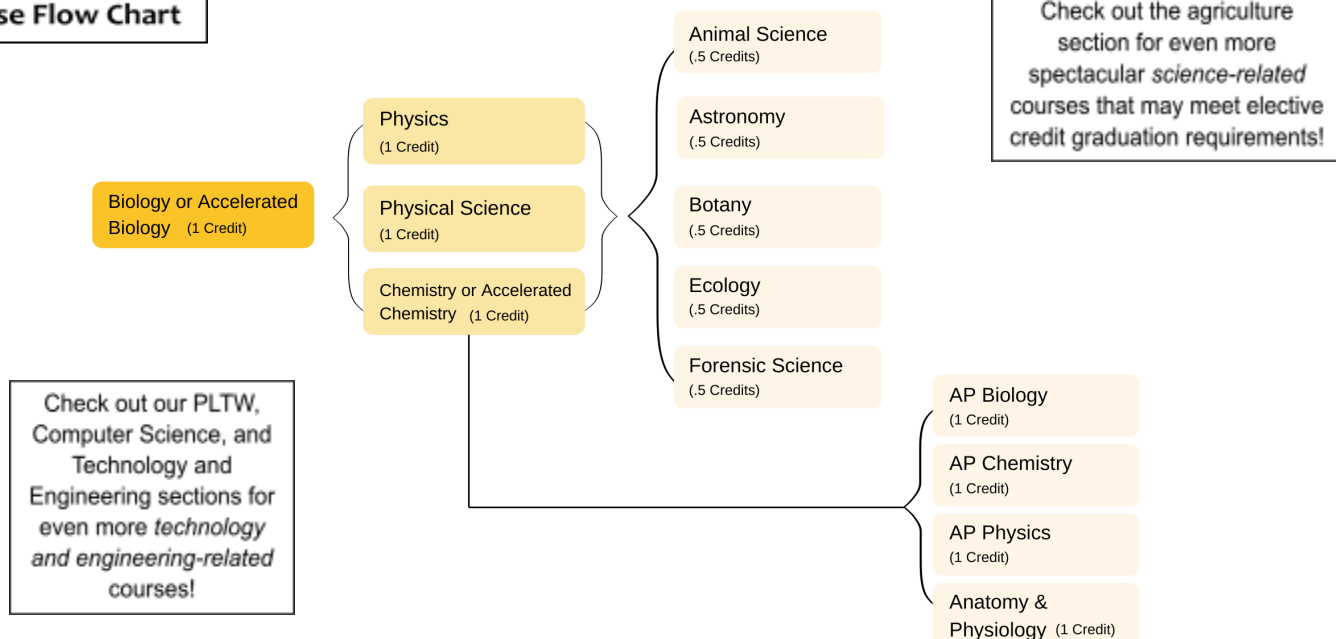 se Flow Chart
Biology or Accelerated
Biology (1 Credit)
Physics
(1 Credit)
Physical Science
(1 Credit)
Chemistry or Accelerated
Chemistry (1 Credit)
Animal Science
(.5 Credits)
Astronomy
(.5 Credits)
Botany
(.5 Credits)
Ecology
(.5 Credits)
Forensic Science
(.5 Credits)
Check out the agriculture
section for even more
spectacular science-related
courses that may meet elective
credit graduation requirements!
Check out our PLTW,
Computer Science, and
Technology and
Engineering sections for
even more technology
and engineering-related
courses!
AP Biology
(1 Credit)
AP Chemistry
(1 Credit)
AP Physics
(1 Credit)
Anatomy &
Physiology (1 Credit)